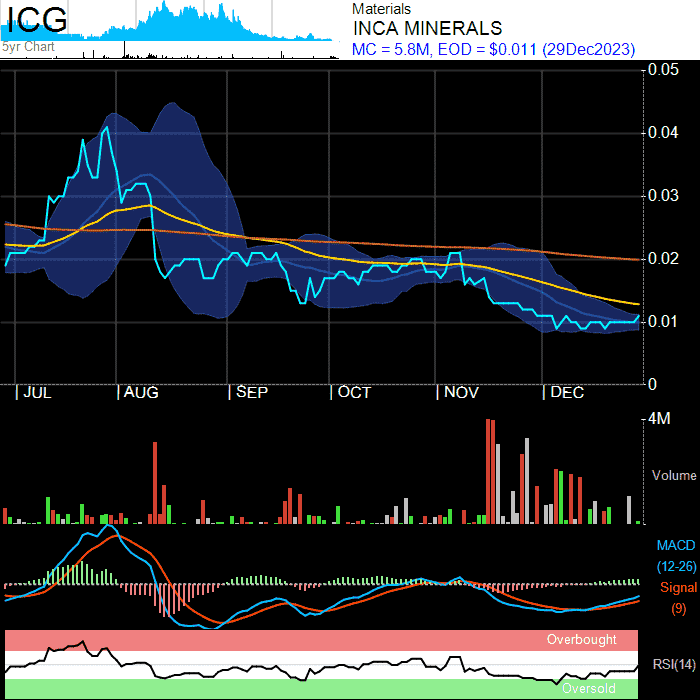 ICG
5yr Chart
Materials
INCA MINERALS
MC = 5.8M, EOD = $0.011 (29Dec2023)
0.05
0.04
0.03
0.02
0.01
0
| JUL | AUG | SEP | OCT | NOV | DEC
4M
Volume
MACD
(12-26)
Signal
(9)
Overbought
RSI(14)
Oversold